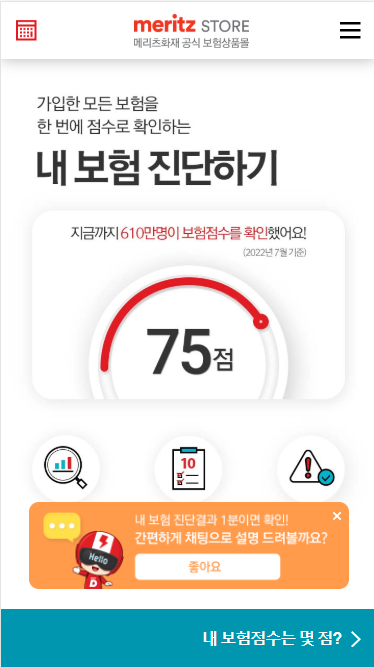 meritz STORE
메리츠화재 공식 보험상품몰
가입한 모든 보험을
한 번에 점수로 확인하는
내 보험 진단하기
지금까지 610만명이 보험점수를 확인했어요!
(2022년 7월 기준)
75점
10
내 보험 진단결과 1분이면 확인!
간편하게 채팅으로 설명 드려볼까요?
Hello
D
좋아요
내 보험점수는 몇 점?